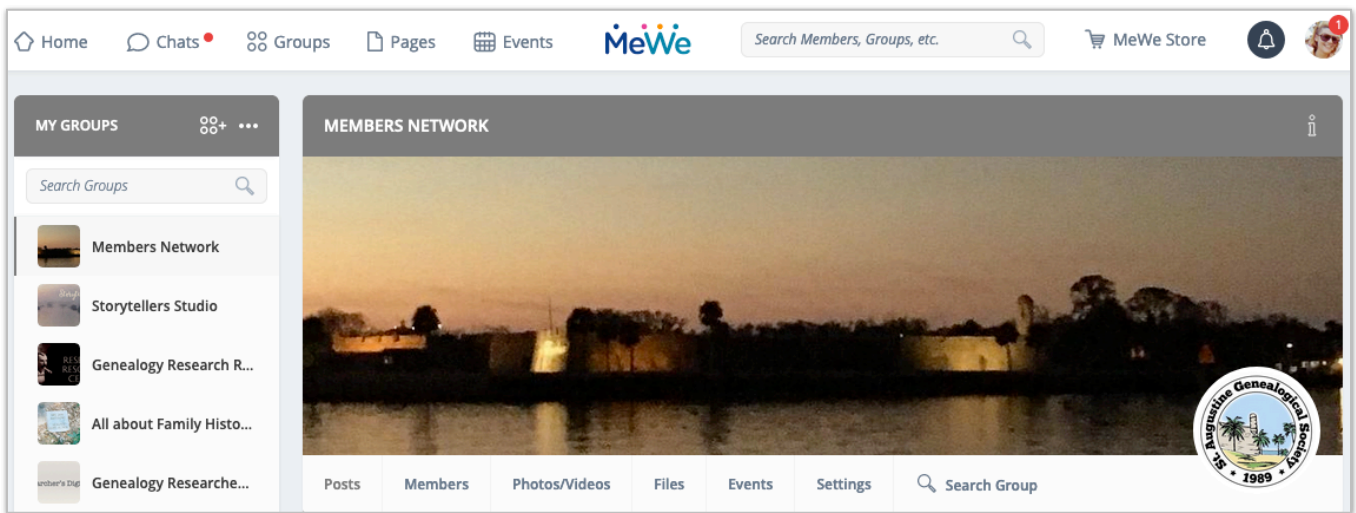 Home
Chats
Groups
Pages
Events
MeWe
Search Members, Groups, etc.
MeWe Store
1
MY GROUPS
Search Groups
Members Network
Storytellers Studio
Genealogy Research R...
All about Family Histo...
Genealogy Researche...
MEMBERS NETWORK
St. Augustine Genealogical Society
* 1989 *
Posts
Members
Photos/Videos
Files
Events
Settings
Search Group